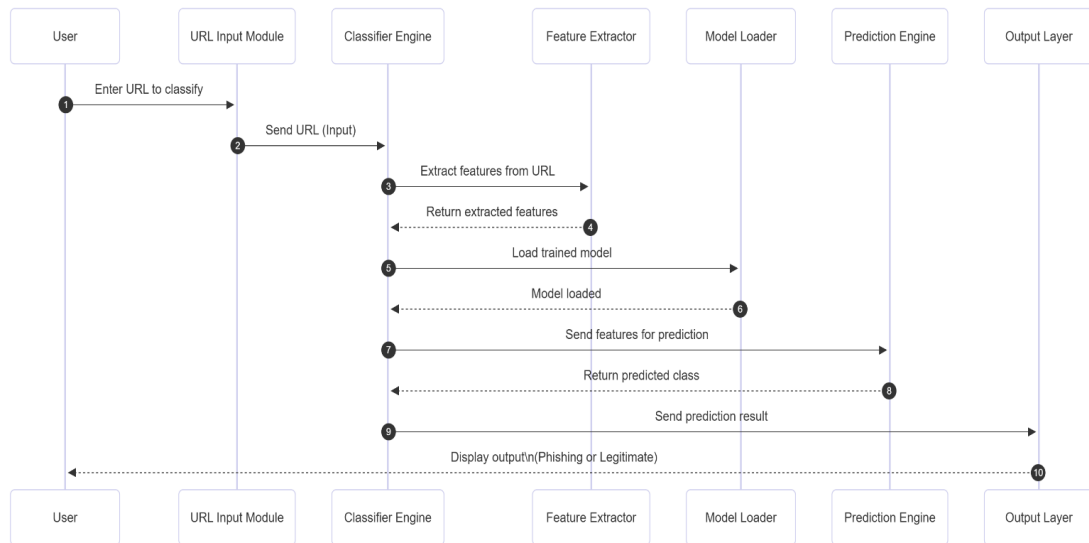 User URL Input Module Classifier Engine Feature Extractor Model Loader Prediction Engine Output Layer
Enter URL to classify
1
Send URL (Input)
2
Extract features from URL
3
Return extracted features
4
Load trained model
5
Model loaded
6
Send features for prediction
7
Return predicted class
8
Send prediction result
9
Display output\n(Phishing or Legitimate)
10
User URL Input Module Classifier Engine Feature Extractor Model Loader Prediction Engine Output Layer